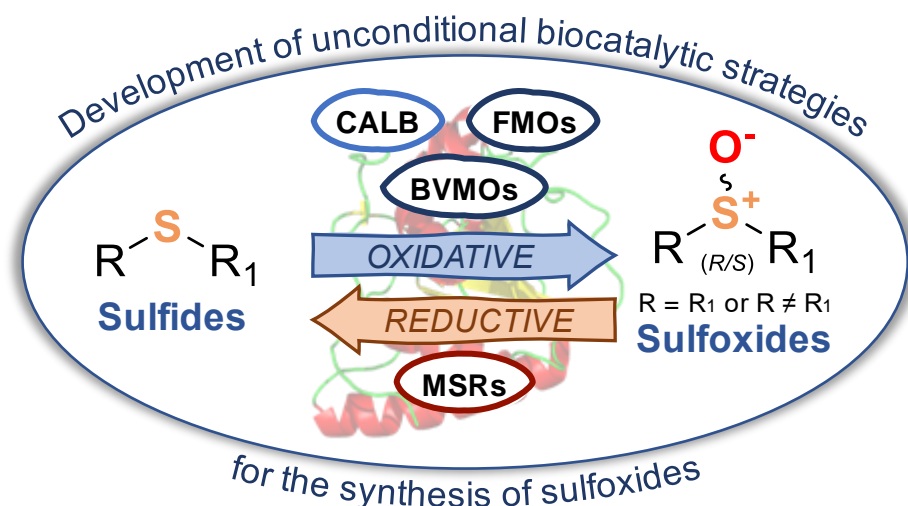 Development of unconditional biocatalytic strategies
CALB
FMOs
BVMOs
OXIDATIVE
REDUCTIVE
MSRs
R S R₁
Sulfides
O⁻
S⁺
R (R/S) R₁
R = R₁ or R ≠ R₁
Sulfoxides
for the synthesis of sulfoxides